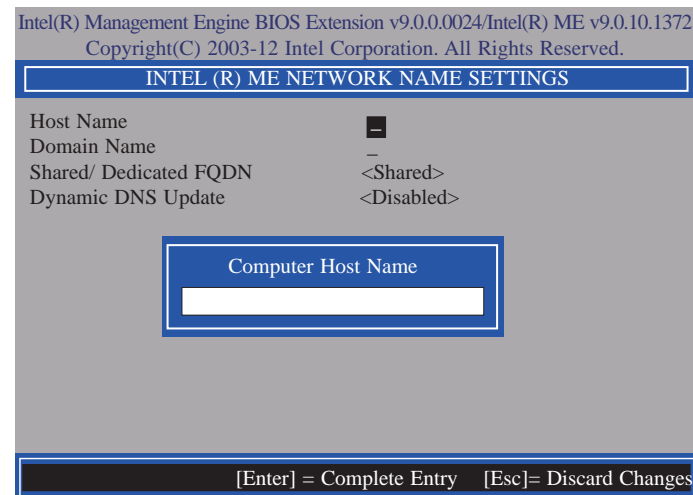 Intel(R) Management Engine BIOS Extension v9.0.0.0024/Intel(R) ME v9.0.10.1372
Copyright(C) 2003-12 Intel Corporation. All Rights Reserved.
INTEL (R) ME NETWORK NAME SETTINGS
Host Name _
Domain Name _
Shared/ Dedicated FQDN <Shared>
Dynamic DNS Update <Disabled>
Computer Host Name
[Enter] = Complete Entry [Esc]= Discard Changes